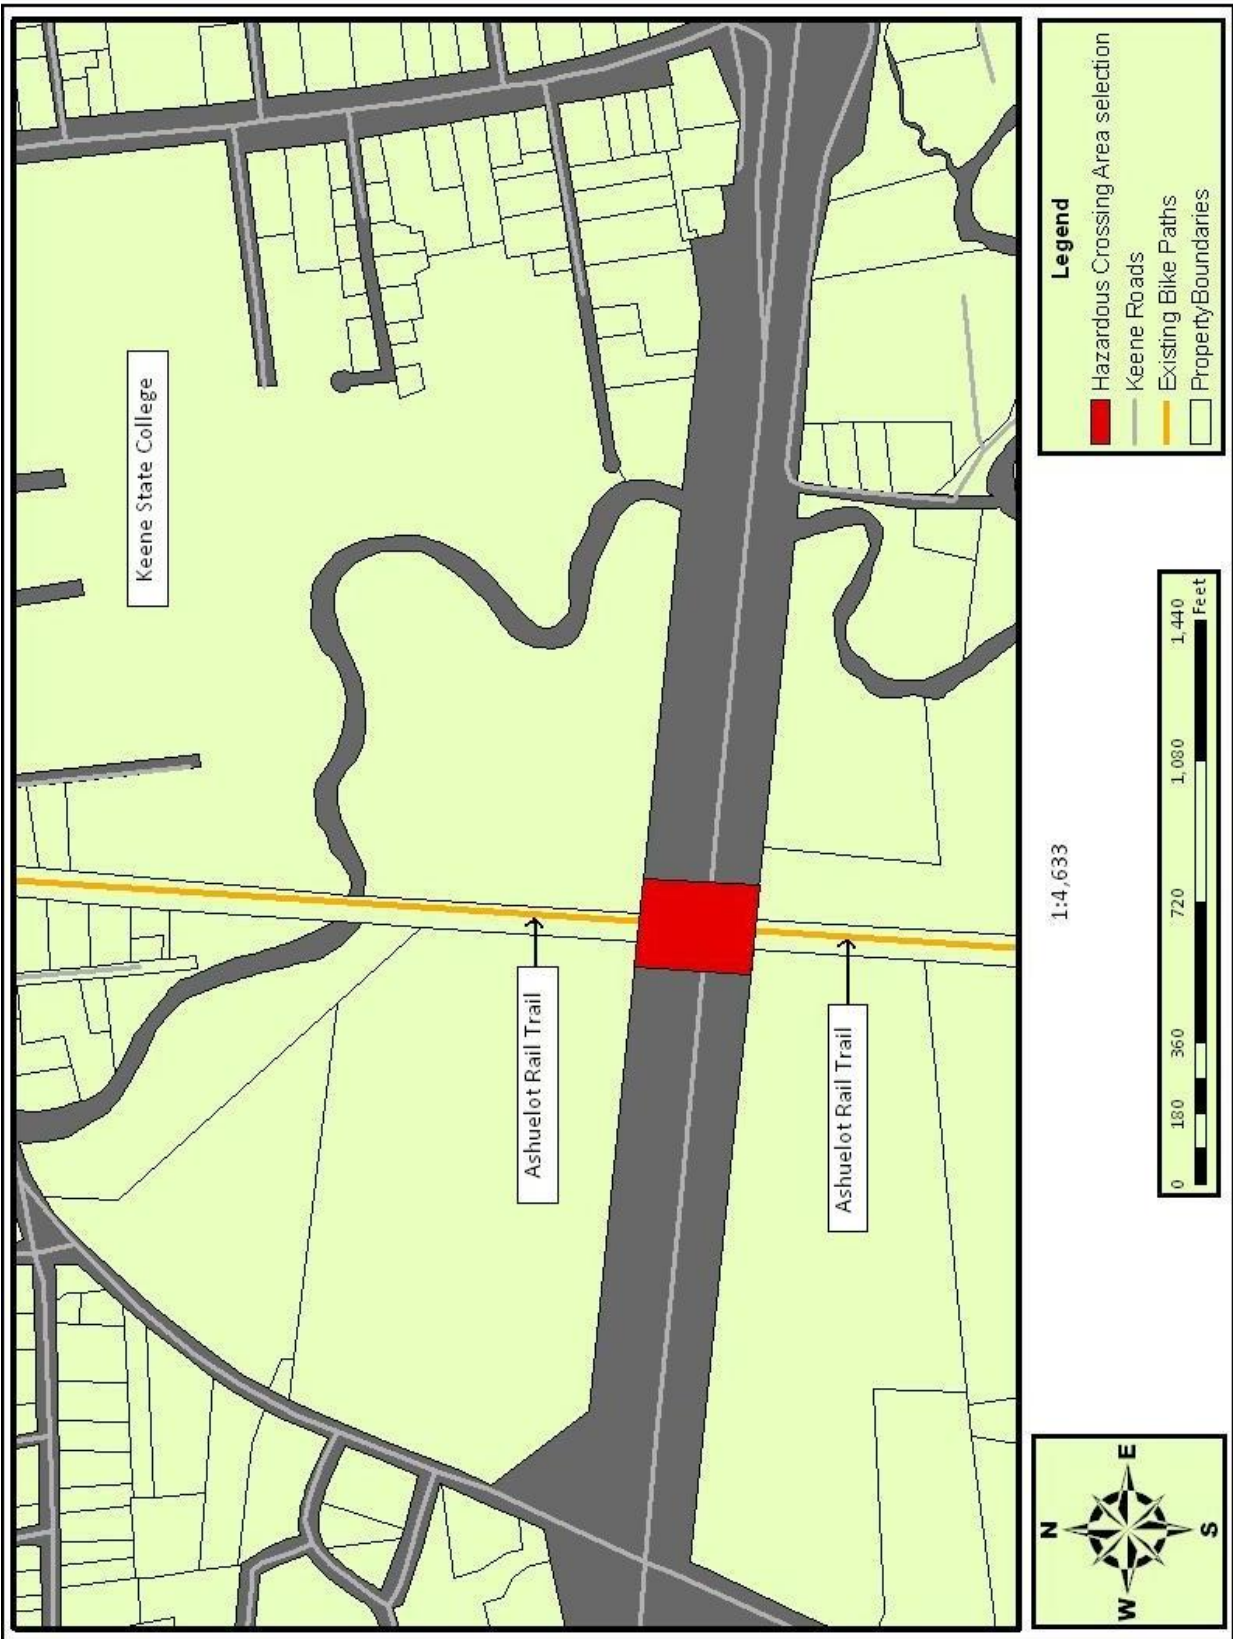 Keene State College
Ashuelot Rail Trail
Ashuelot Rail Trail
N
W
E
S
1:4,633
0 180 360 720 1,080 1,440
Feet
Legend
Hazardous Crossing Area selection
Keene Roads
Existing Bike Paths
PropertyBoundaries